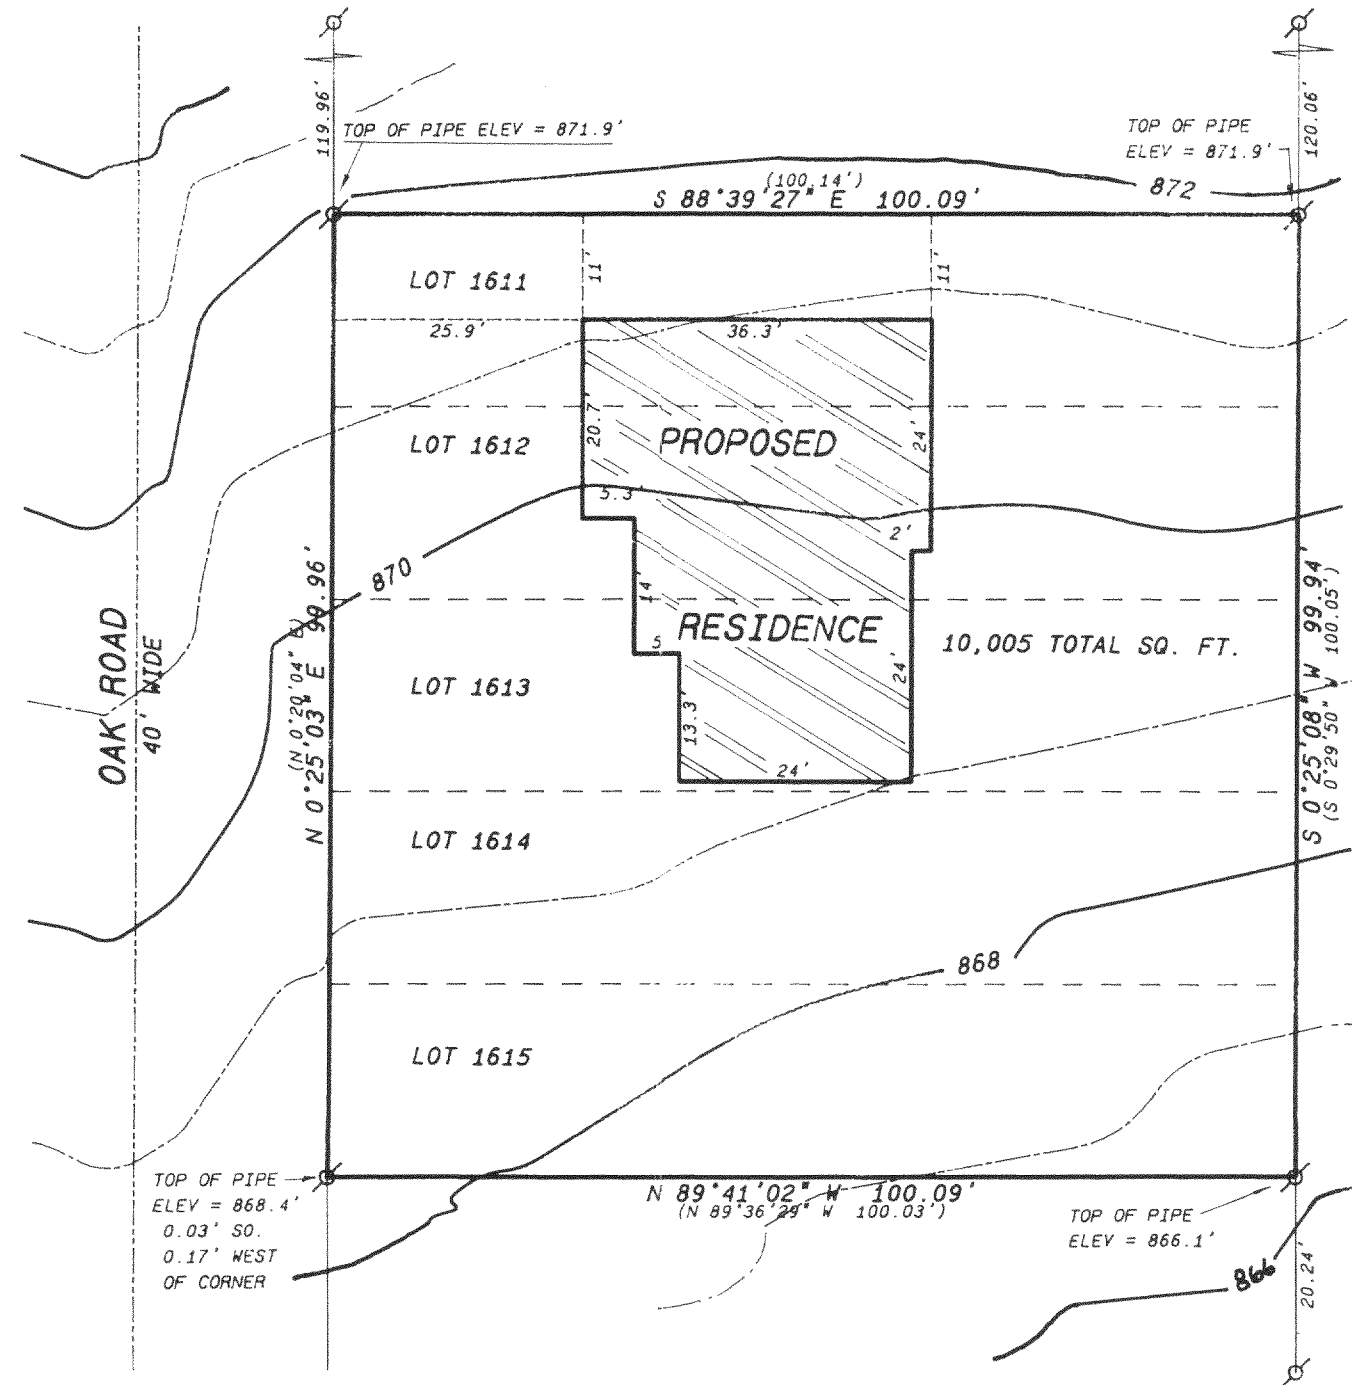 119.96'
TOP OF PIPE ELEV = 871.9'
TOP OF PIPE
ELEV = 871.9'
120.06'
(100.14')
S 88°39'27" E 100.09'
872
LOT 1611
11'
11'
25.9'
36.3'
LOT 1612
20.7'
PROPOSED
24'
5.3'
2'
870
14'
RESIDENCE
10,005 TOTAL SQ. FT.
5
24'
LOT 1613
13.3'
24'
OAK ROAD
40' WIDE
(N 0°20'04" E)
N 0°25'03" E 99.96'
S 0°25'08" W 99.94'
(S 0°29'50" W 100.05')
LOT 1614
868
LOT 1615
TOP OF PIPE
ELEV = 868.4'
0.03' SO.
0.17' WEST
OF CORNER
N 89°41'02" W 100.09'
(N 89°36'29" W 100.03')
TOP OF PIPE
ELEV = 866.1'
866
20.24'